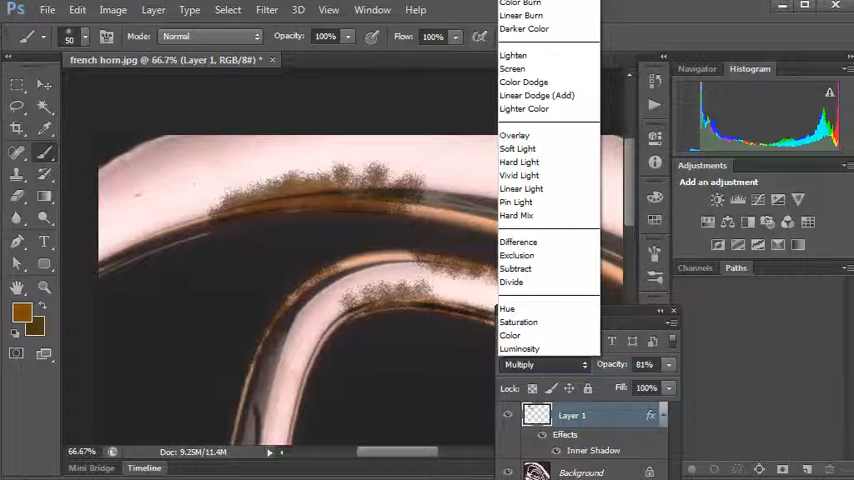 Ps File Edit Image Layer Type Select Filter 3D View Window Help
50 Mode: Normal Opacity: 100% Flow: 100%
french horn.jpg @ 66.7% (Layer 1, RGB/8#) * ×
Color Burn
Linear Burn
Darker Color
Lighten
Screen
Color Dodge
Linear Dodge (Add)
Lighter Color
Overlay
Soft Light
Hard Light
Vivid Light
Linear Light
Pin Light
Hard Mix
Difference
Exclusion
Subtract
Divide
Hue
Saturation
Color
Luminosity
Multiply Opacity: 81%
Lock: Fill: 100%
Layer 1 fx
Effects
Inner Shadow
Background
Navigator Histogram
Adjustments
Add an adjustment
Channels Paths
66.67% Doc: 9.25M/11.4M
Mini Bridge Timeline